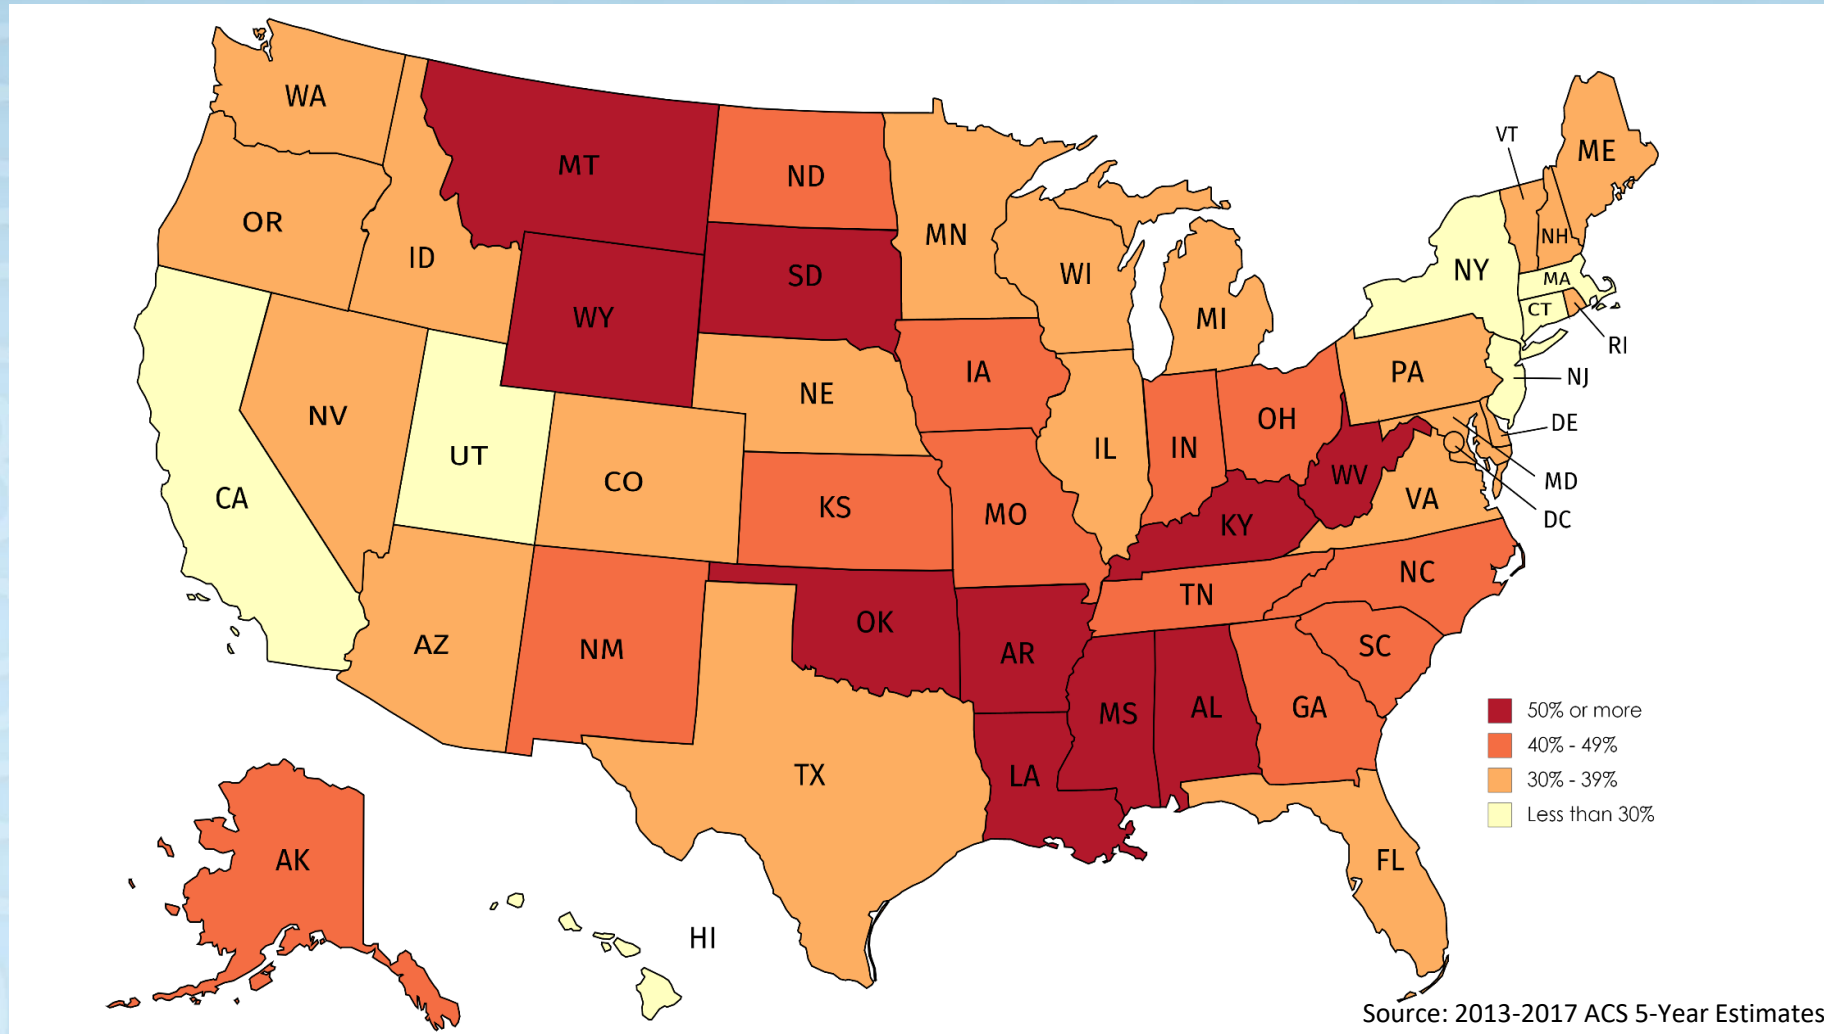 WA
MT
ND
MN
VT
ME
OR
ID
SD
WI
NH
NY
MA
WY
MI
CT
RI
IA
NE
PA
NJ
NV
OH
DE
UT
IL
IN
CO
WV
MD
CA
VA
KS
MO
DC
KY
NC
TN
OK
AZ
NM
AR
SC
MS
AL
GA
50% or more
40% - 49%
TX
LA
30% - 39%
Less than 30%
AK
FL
HI
Source: 2013-2017 ACS 5-Year Estimates